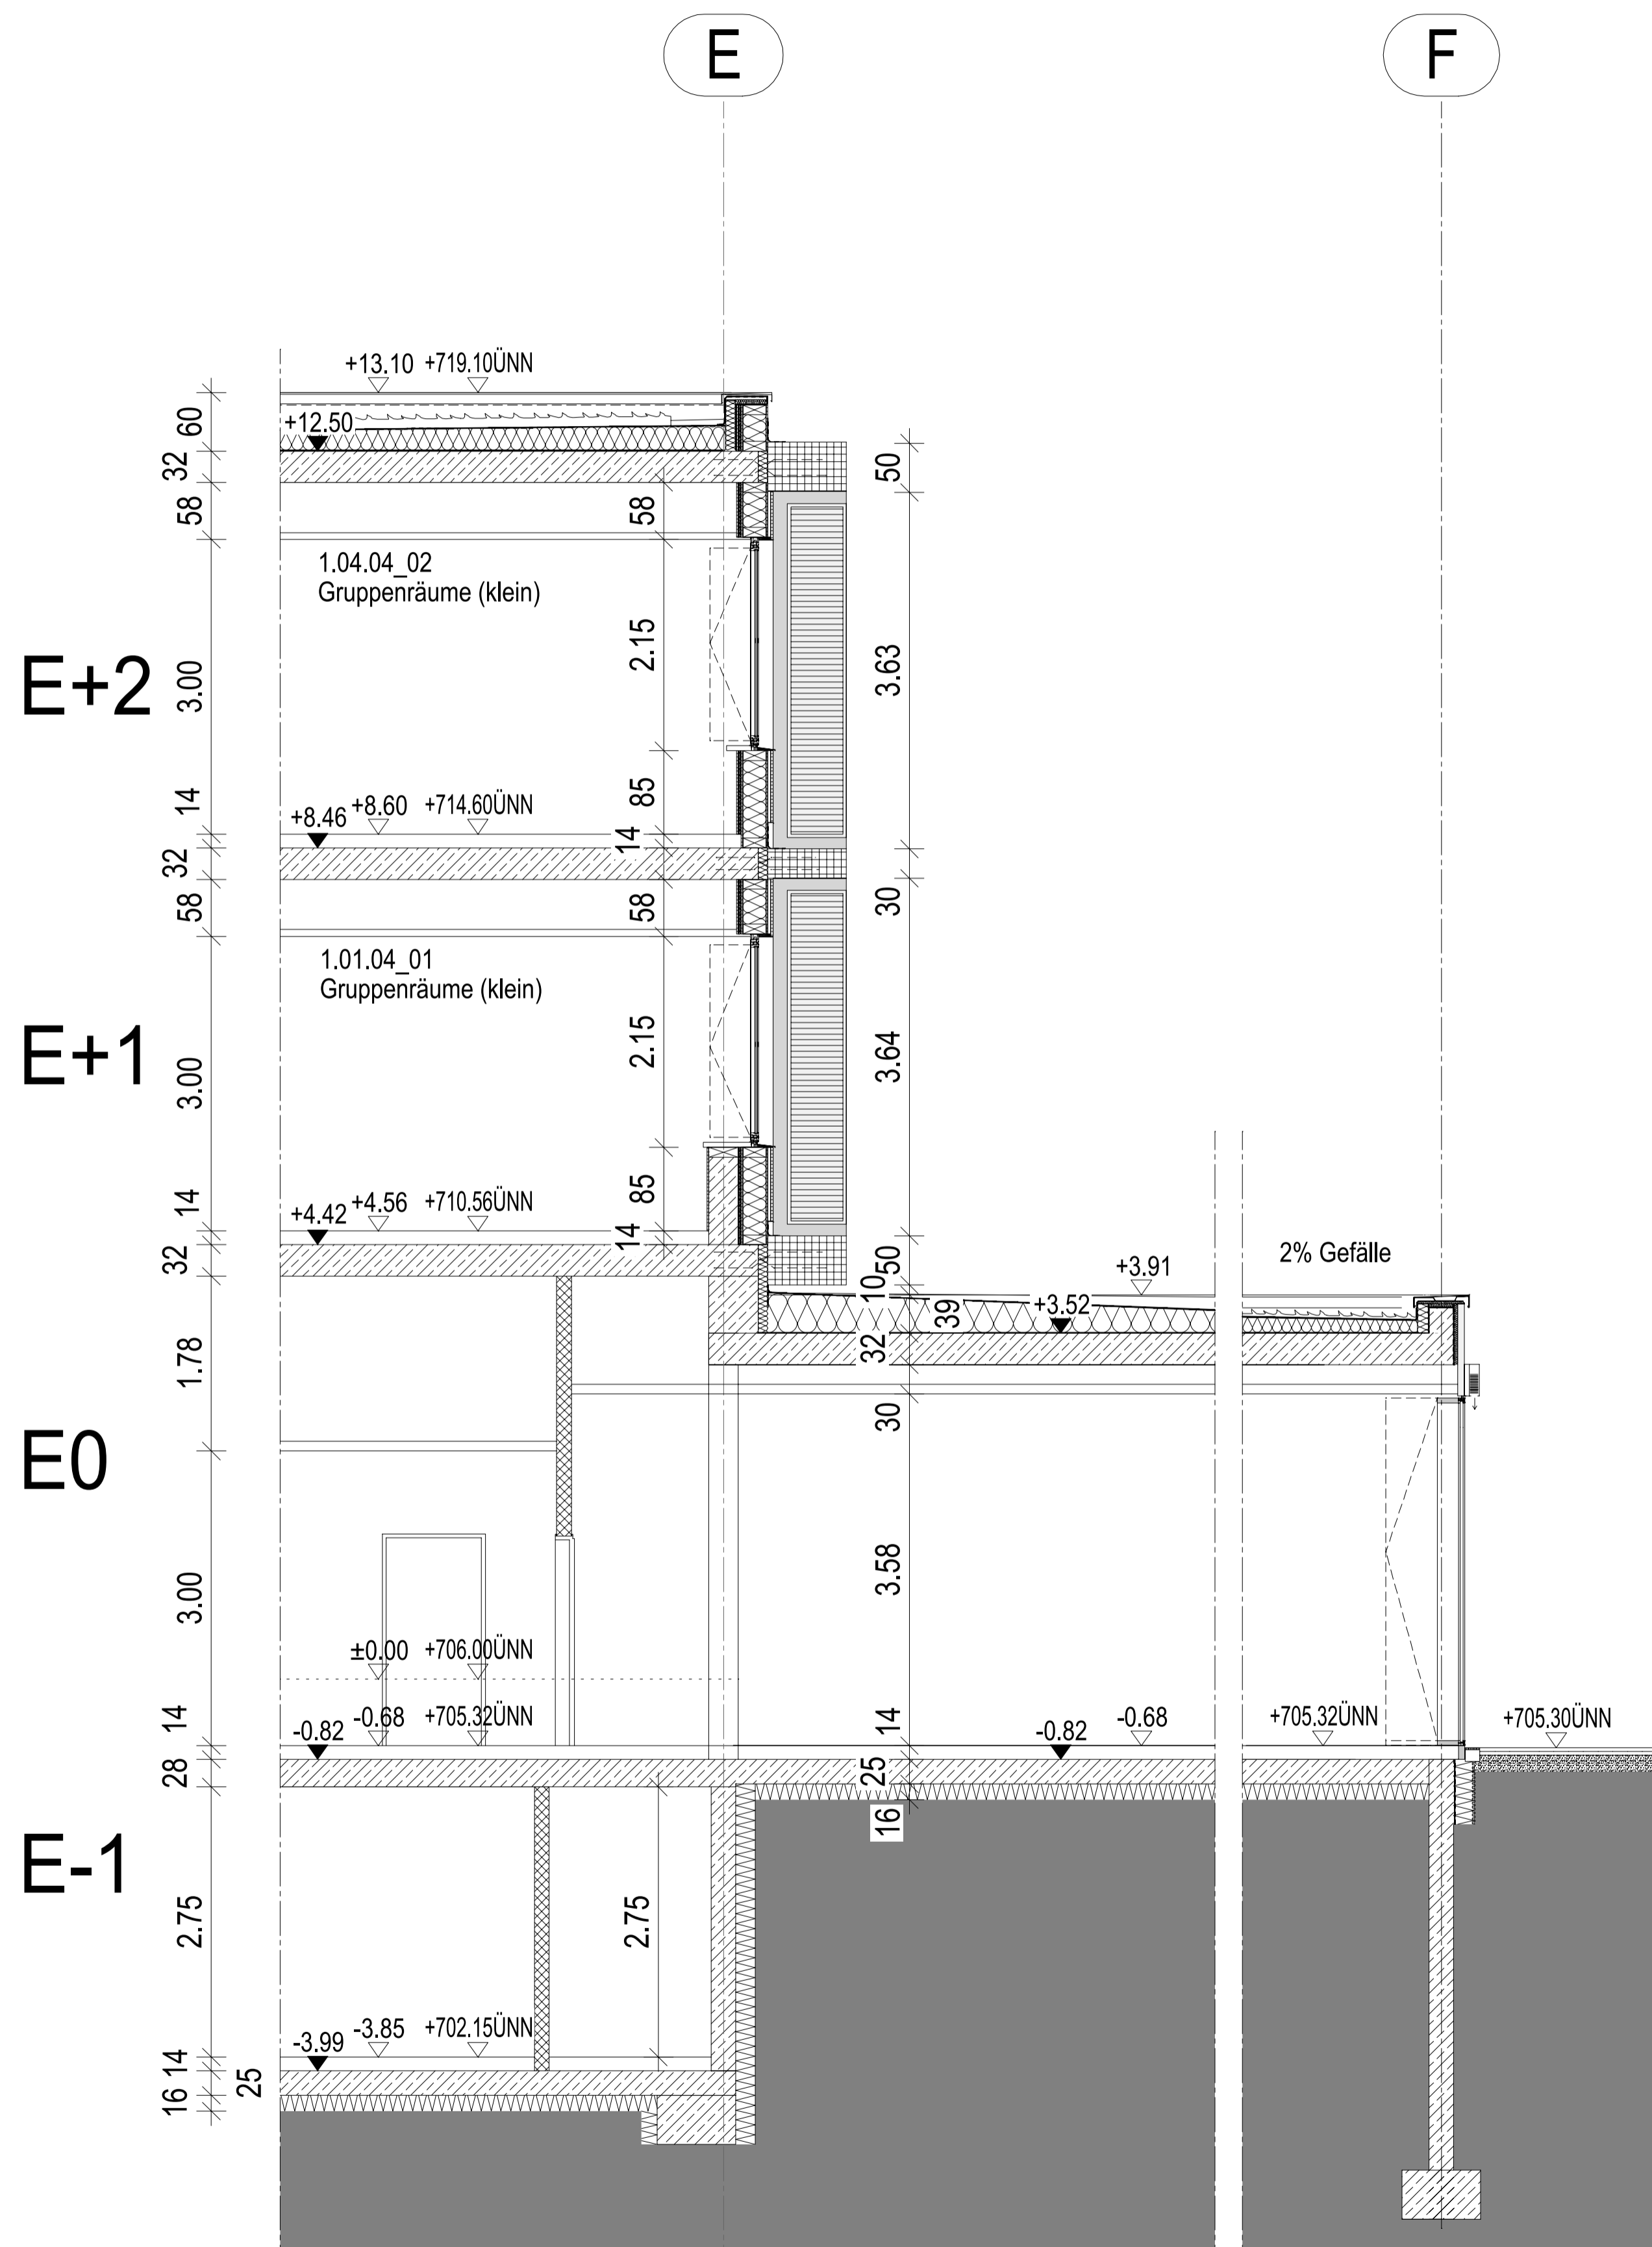 E
F
+13.10 +719.10ÜNN
60
+12.50
32
50
58
58
1.04.04_02
Gruppenräume (klein)
2.15
E+2
3.00
3.63
14
85
+8.46 +8.60 +714.60ÜNN
14
32
58
58
30
1.01.04_01
Gruppenräume (klein)
E+1
3.00
2.15
3.64
14
85
+4.42 +4.56 +710.56ÜNN
14
32
50
2% Gefälle
+3.91
10
39
+3.52
1.78
32
30
E0
3.00
3.58
±0.00 +706.00ÜNN
14
-0.82 -0.68 +705.32ÜNN
14
-0.82 -0.68 +705.32ÜNN +705.30ÜNN
28
25
16
E-1
2.75
2.75
-3.99 -3.85 +702.15ÜNN
14
25
16